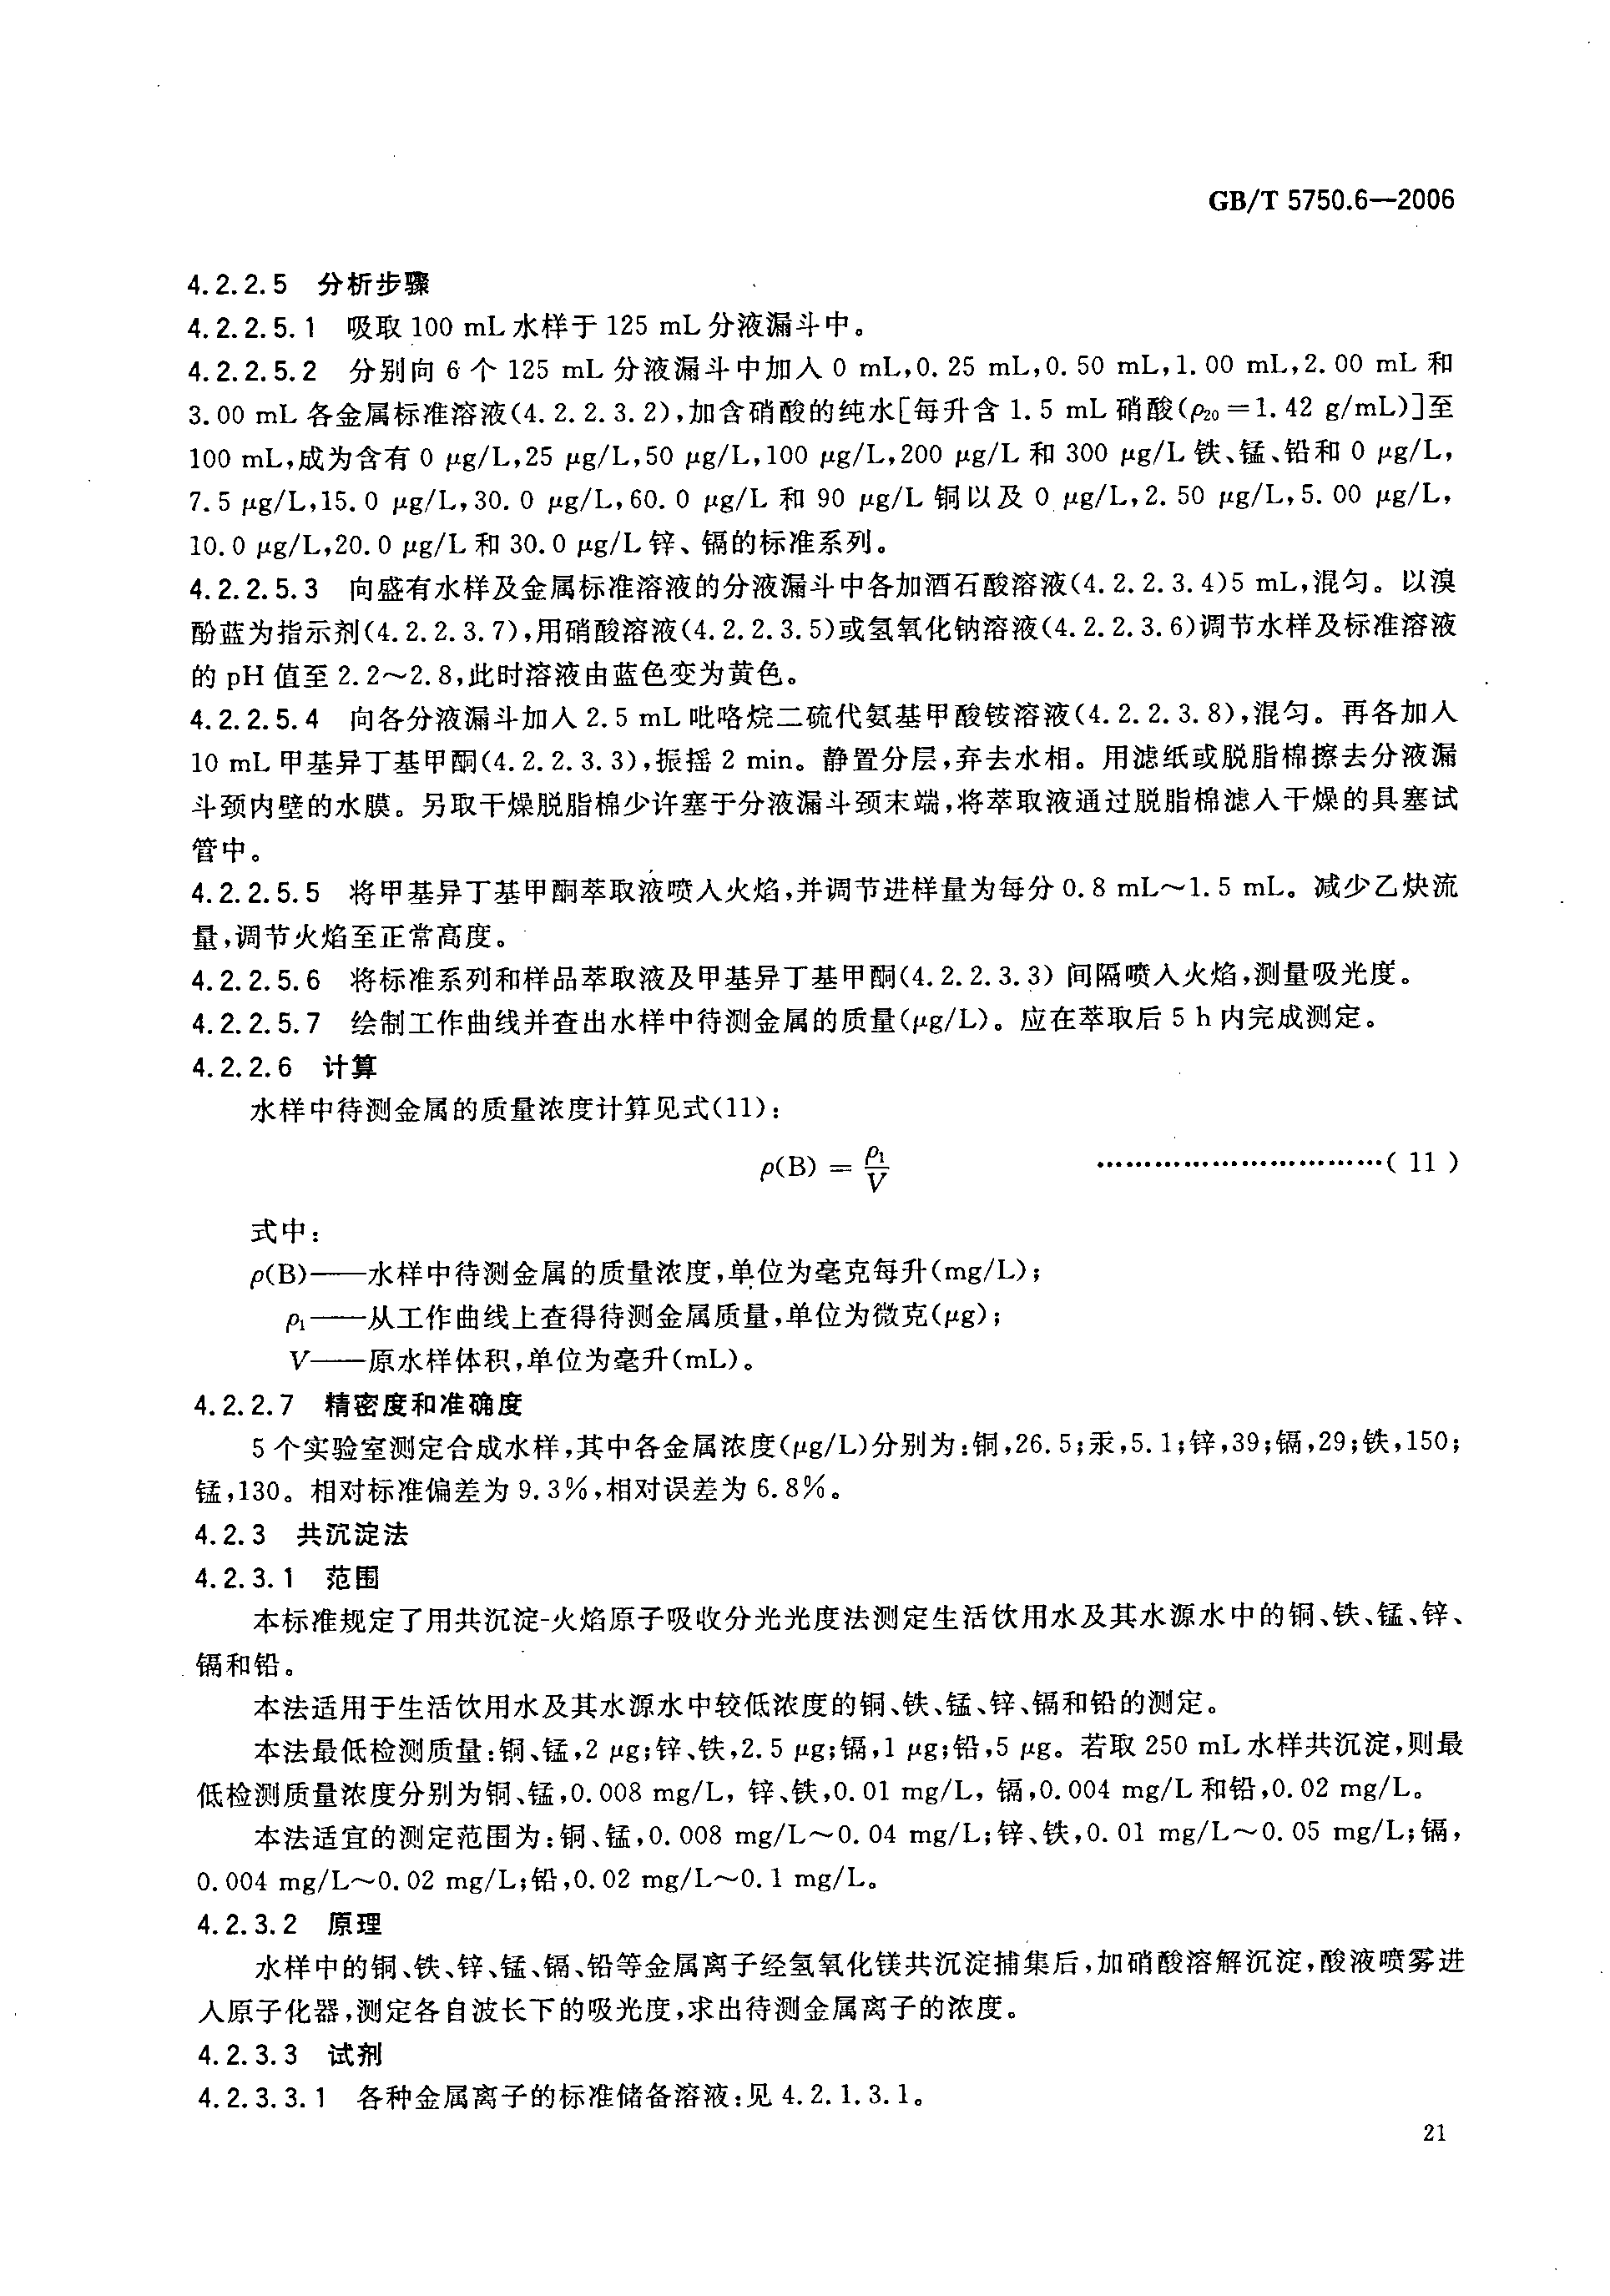 GB/T 5750.6—2006
4.2.2.5 分析步骤
4.2.2.5.1 吸取 100 mL 水样于 125 mL 分液漏斗中。
4.2.2.5.2 分别向 6 个 125 mL 分液漏斗中加入 0 mL,0.25 mL,0.50 mL,1.00 mL,2.00 mL 和
3.00 mL 各金属标准溶液(4.2.2.3.2),加含硝酸的纯水[每升含 1.5 mL 硝酸(ρ20=1.42 g/mL)]至
100 mL,成为含有 0 μg/L,25 μg/L,50 μg/L,100 μg/L,200 μg/L 和 300 μg/L 铁、锰、铅和 0 μg/L,
7.5 μg/L,15.0 μg/L,30.0 μg/L,60.0 μg/L 和 90 μg/L 铜以及 0 μg/L,2.50 μg/L,5.00 μg/L,
10.0 μg/L,20.0 μg/L 和 30.0 μg/L 锌、镉的标准系列。
4.2.2.5.3 向盛有水样及金属标准溶液的分液漏斗中各加酒石酸溶液(4.2.2.3.4)5 mL,混匀。以溴
酚蓝为指示剂(4.2.2.3.7),用硝酸溶液(4.2.2.3.5)或氢氧化钠溶液(4.2.2.3.6)调节水样及标准溶液
的 pH 值至 2.2～2.8,此时溶液由蓝色变为黄色。
4.2.2.5.4 向各分液漏斗加入 2.5 mL 吡咯烷二硫代氨基甲酸铵溶液(4.2.2.3.8),混匀。再各加入
10 mL 甲基异丁基甲酮(4.2.2.3.3),振摇 2 min。静置分层,弃去水相。用滤纸或脱脂棉擦去分液漏
斗颈内壁的水膜。另取干燥脱脂棉少许塞于分液漏斗颈末端,将萃取液通过脱脂棉滤入干燥的具塞试
管中。
4.2.2.5.5 将甲基异丁基甲酮萃取液喷入火焰,并调节进样量为每分 0.8 mL～1.5 mL。减少乙炔流
量,调节火焰至正常高度。
4.2.2.5.6 将标准系列和样品萃取液及甲基异丁基甲酮(4.2.2.3.3) 间隔喷入火焰,测量吸光度。
4.2.2.5.7 绘制工作曲线并查出水样中待测金属的质量(μg/L)。应在萃取后 5 h 内完成测定。
4.2.2.6 计算
水样中待测金属的质量浓度计算见式(11):
ρ(B) = ρ1/V ……………………………( 11 )
式中:
ρ(B)——水样中待测金属的质量浓度,单位为毫克每升(mg/L);
ρ1——从工作曲线上查得待测金属质量,单位为微克(μg);
V——原水样体积,单位为毫升(mL)。
4.2.2.7 精密度和准确度
5 个实验室测定合成水样,其中各金属浓度(μg/L)分别为:铜,26.5;汞,5.1;锌,39;镉,29;铁,150;
锰,130。相对标准偏差为 9.3%,相对误差为 6.8%。
4.2.3 共沉淀法
4.2.3.1 范围
本标准规定了用共沉淀-火焰原子吸收分光光度法测定生活饮用水及其水源水中的铜、铁、锰、锌、
镉和铅。
本法适用于生活饮用水及其水源水中较低浓度的铜、铁、锰、锌、镉和铅的测定。
本法最低检测质量:铜、锰,2 μg;锌、铁,2.5 μg;镉,1 μg;铅,5 μg。若取 250 mL 水样共沉淀,则最
低检测质量浓度分别为铜、锰,0.008 mg/L, 锌、铁,0.01 mg/L, 镉,0.004 mg/L 和铅,0.02 mg/L。
本法适宜的测定范围为:铜、锰,0.008 mg/L～0.04 mg/L;锌、铁,0.01 mg/L～0.05 mg/L;镉,
0.004 mg/L～0.02 mg/L;铅,0.02 mg/L～0.1 mg/L。
4.2.3.2 原理
水样中的铜、铁、锌、锰、镉、铅等金属离子经氢氧化镁共沉淀捕集后,加硝酸溶解沉淀,酸液喷雾进
入原子化器,测定各自波长下的吸光度,求出待测金属离子的浓度。
4.2.3.3 试剂
4.2.3.3.1 各种金属离子的标准储备溶液:见 4.2.1.3.1。
21